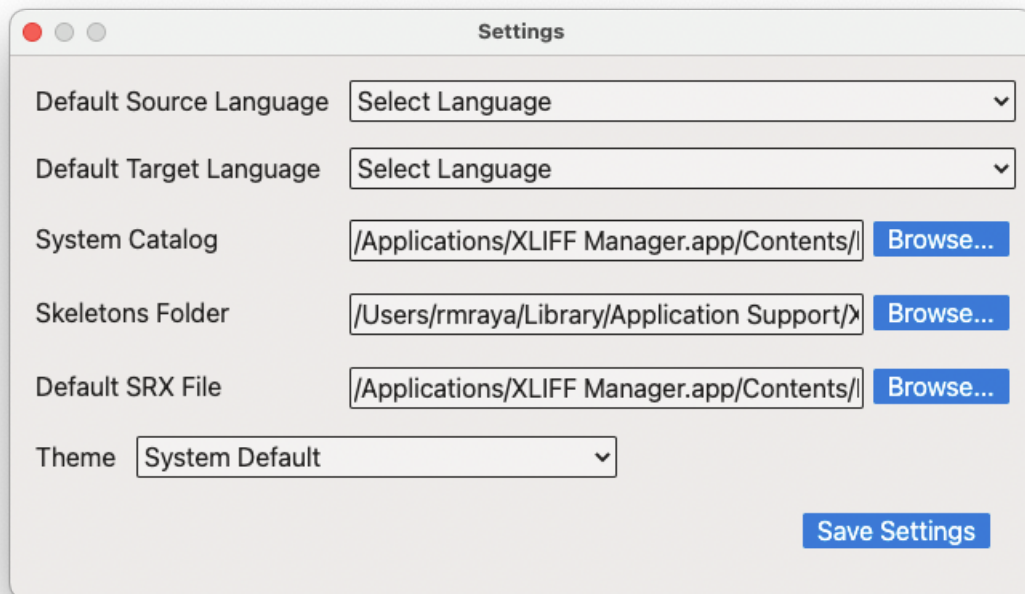 Settings
Default Source Language Select Language
Default Target Language Select Language
System Catalog /Applications/XLIFF Manager.app/Contents/ Browse...
Skeletons Folder /Users/rmraya/Library/Application Support/ Browse...
Default SRX File /Applications/XLIFF Manager.app/Contents/ Browse...
Theme System Default
Save Settings